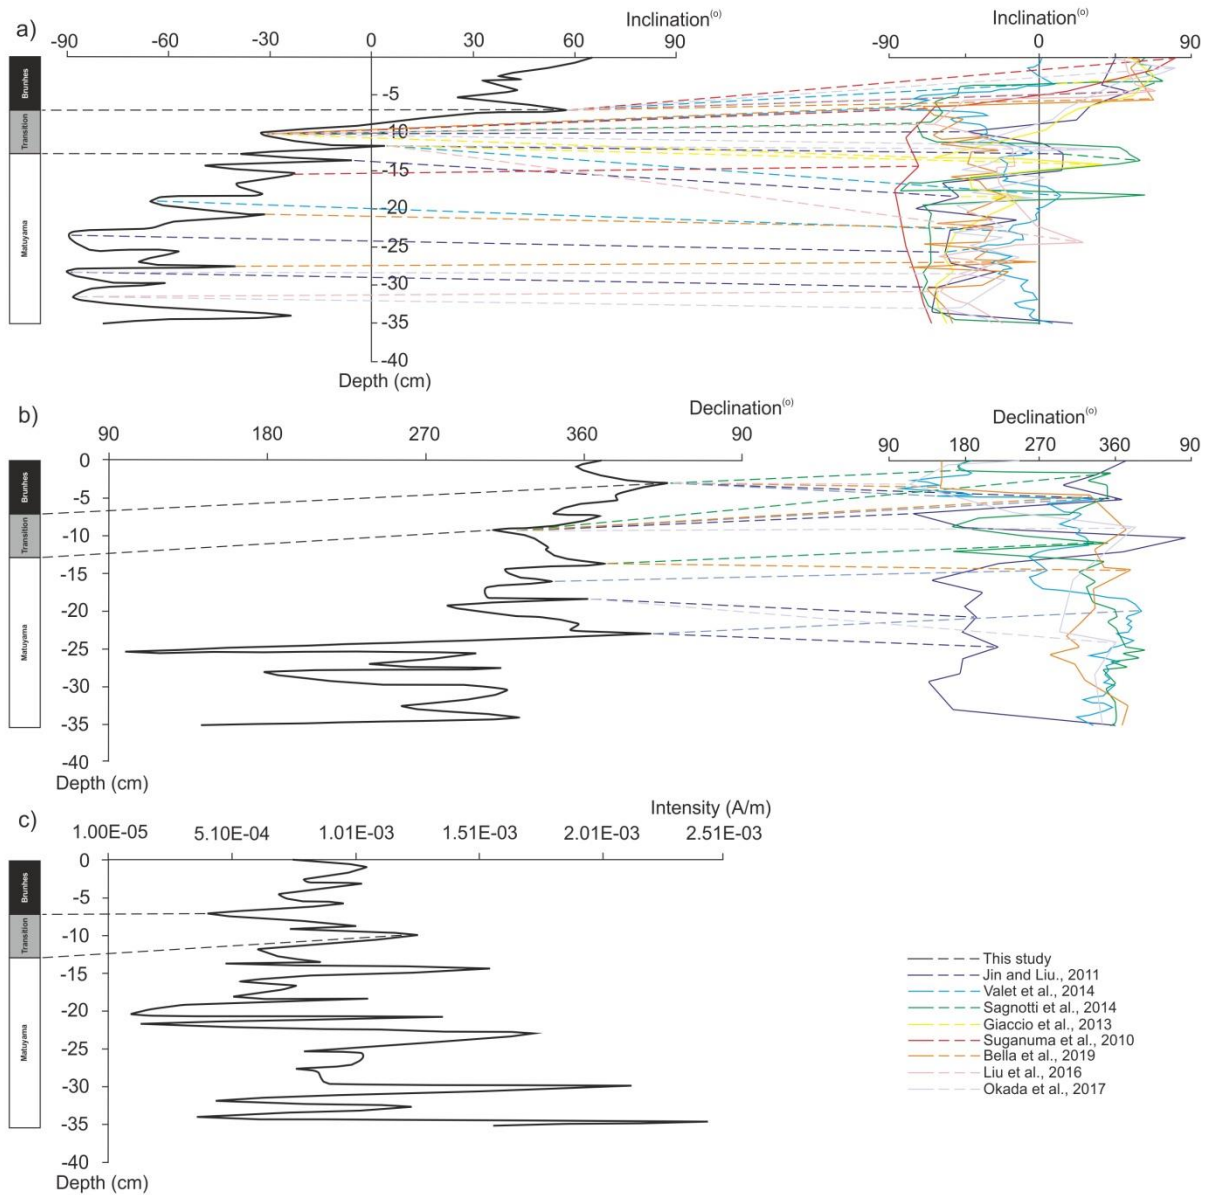 a)
Inclination(o)
-90 -60 -30 0 30 60 90
Inclination(o)
-90 0 90
Brunhes
Transition
Matuyama
-5
-10
-15
-20
-25
-30
-35
-40
Depth (cm)
b)
Declination(o)
90 180 270 360 90
Declination(o)
90 180 270 360 90
Brunhes
Transition
Matuyama
0
-5
-10
-15
-20
-25
-30
-35
-40
Depth (cm)
c)
Intensity (A/m)
1.00E-05 5.10E-04 1.01E-03 1.51E-03 2.01E-03 2.51E-03
Brunhes
Transition
Matuyama
0
-5
-10
-15
-20
-25
-30
-35
-40
Depth (cm)
This study
Jin and Liu., 2011
Valet et al., 2014
Sagnotti et al., 2014
Giaccio et al., 2013
Suganuma et al., 2010
Bella et al., 2019
Liu et al., 2016
Okada et al., 2017